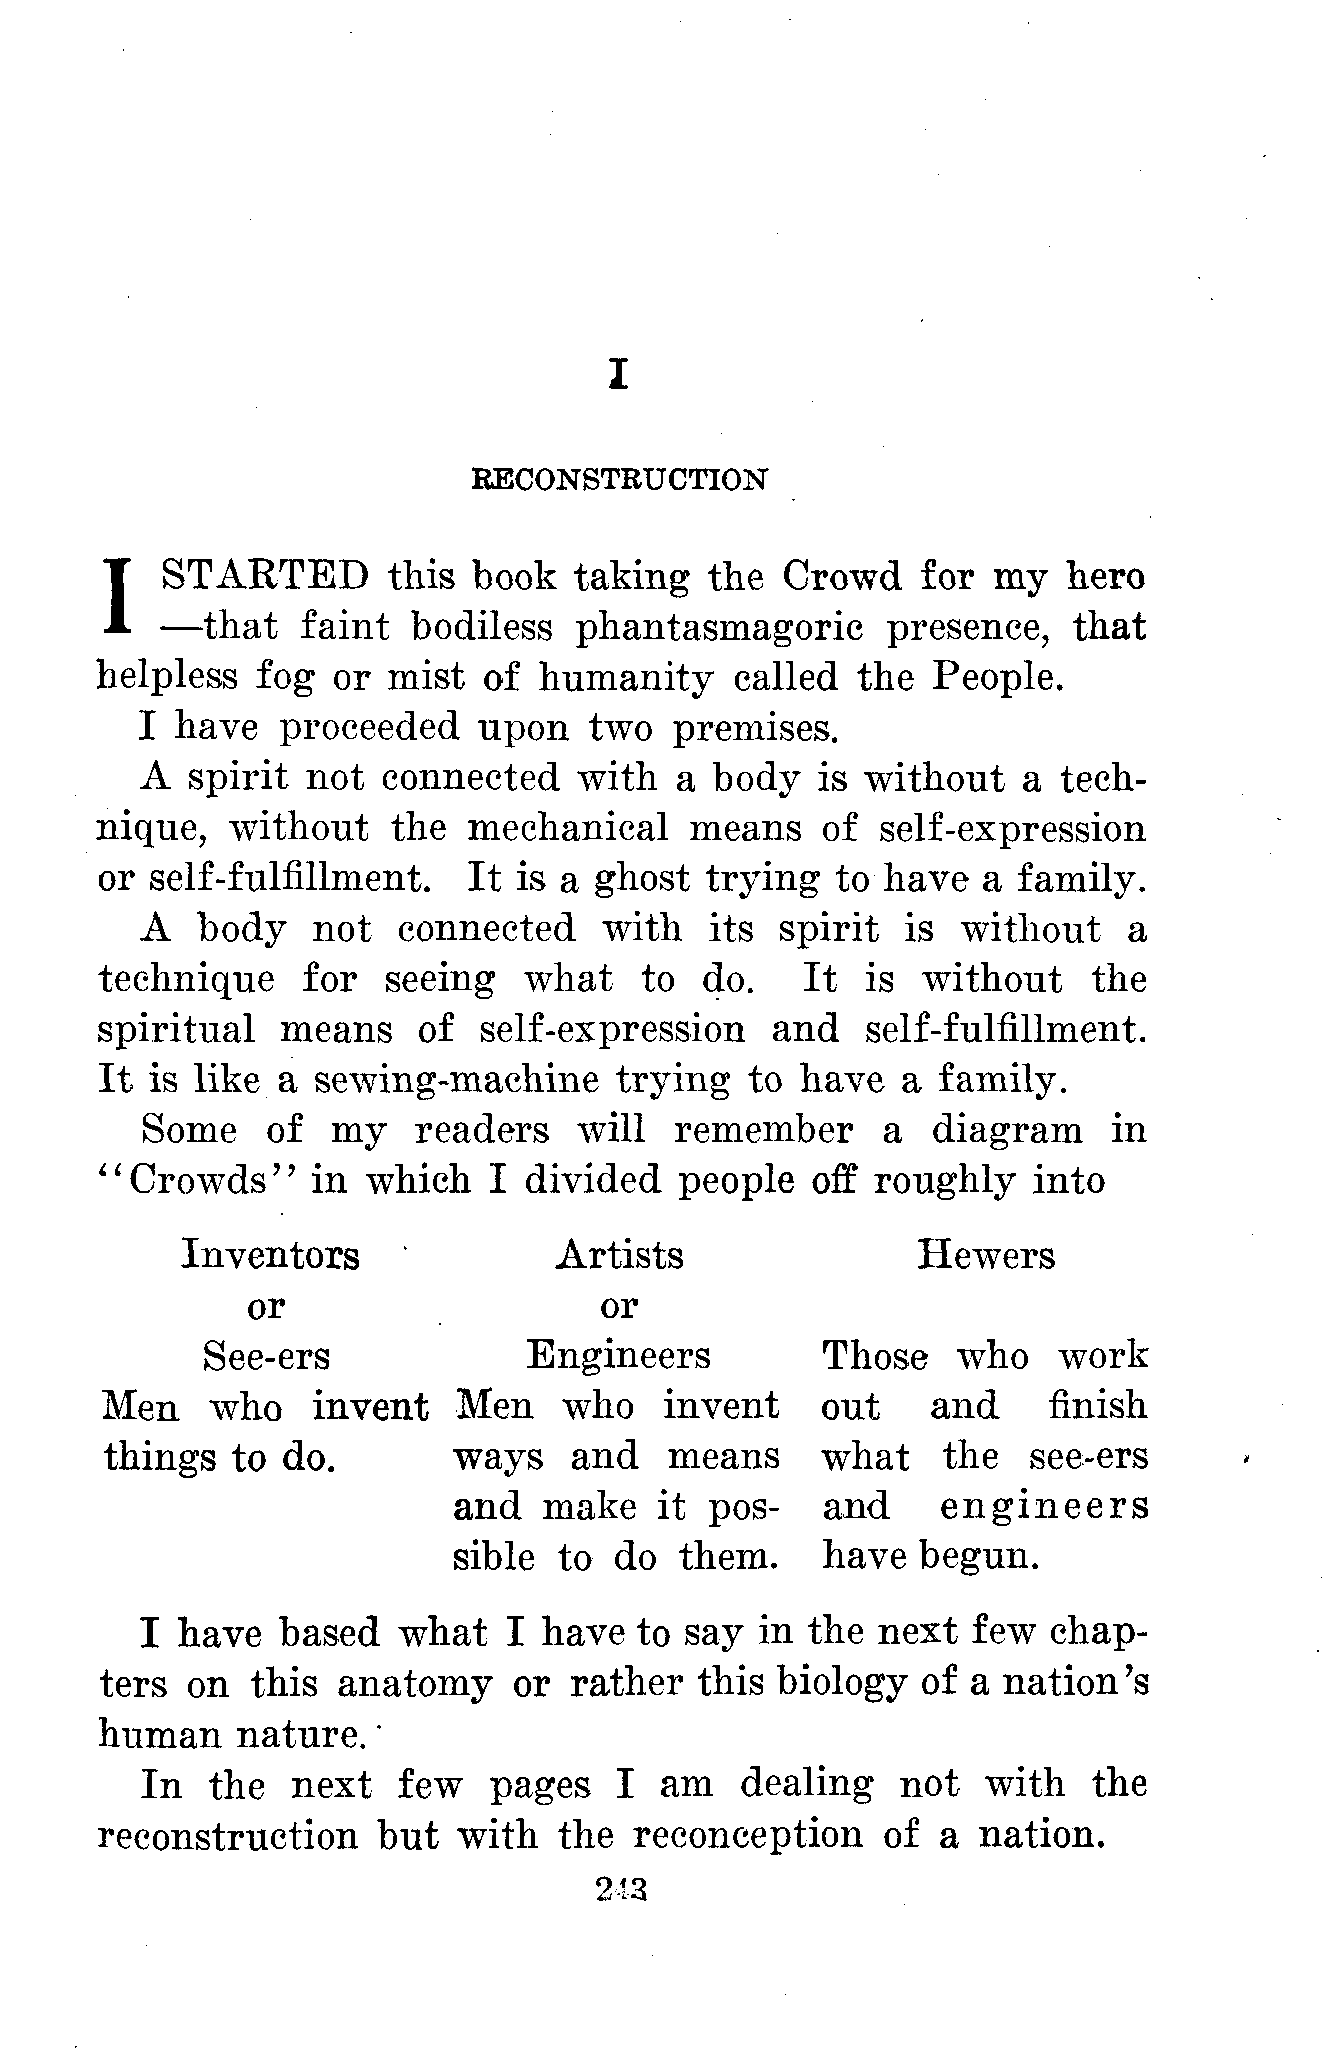 I
RECONSTRUCTION
I STARTED this book taking the Crowd for my hero
—that faint bodiless phantasmagoric presence, that
helpless fog or mist of humanity called the People.
I have proceeded upon two premises.
A spirit not connected with a body is without a tech-
nique, without the mechanical means of self-expression
or self-fulfillment. It is a ghost trying to have a family.
A body not connected with its spirit is without a
technique for seeing what to do. It is without the
spiritual means of self-expression and self-fulfillment.
It is like a sewing-machine trying to have a family.
Some of my readers will remember a diagram in
“Crowds” in which I divided people off roughly into
Inventors
or
See-ers
Men who invent
things to do.
Artists
or
Engineers
Men who invent
ways and means
and make it pos-
sible to do them.
Hewers
Those who work
out and finish
what the see-ers
and engineers
have begun.
I have based what I have to say in the next few chap-
ters on this anatomy or rather this biology of a nation’s
human nature.
In the next few pages I am dealing not with the
reconstruction but with the reconception of a nation.
243